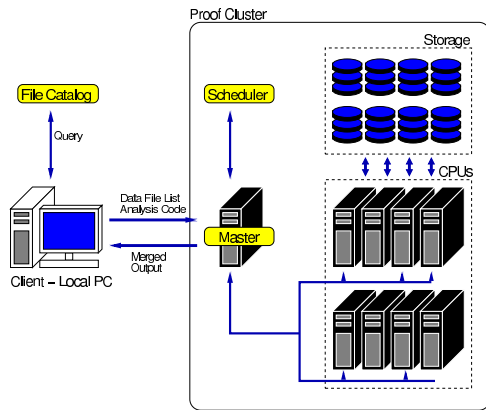 Proof Cluster
Storage
File Catalog
Scheduler
Query
CPUs
Data File List
Analysis Code
Master
Merged
Output
Client – Local PC